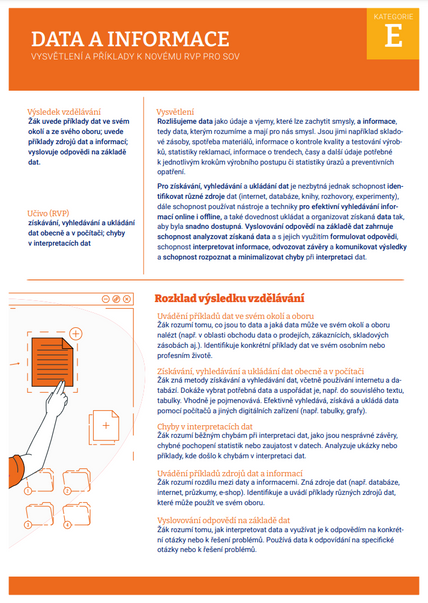 KATEGORIE
E
DATA A INFORMACE
VYSVĚTLENÍ A PŘÍKLADY K NOVÉMU RVP PRO SOV
Výsledek vzdělávání
Žák uvede příklady dat ve svém
okolí a ze svého oboru; uvede
příklady zdrojů dat a informací;
vyslovuje odpovědi na základě
dat.
Učivo (RVP)
získávání, vyhledávání a ukládání
dat obecně a v počítači; chyby
v interpretacích dat
Vysvětlení
Rozlišujeme data jako údaje a vjemy, které lze zachytit smysly, a informace,
tedy data, kterým rozumíme a mají pro nás smysl. Jsou jimi například sklado-
vé zásoby, spotřeba materiálů, informace o kontrole kvality a testování výrob-
ků, statistiky reklamací, informace o trendech, časy a další údaje potřebné
k jednotlivým krokům výrobního postupu či statistiky úrazů a preventivních
opatření.
Pro získávání, vyhledávání a ukládání dat je nezbytná jednak schopnost iden-
tifikovat různé zdroje dat (internet, databáze, knihy, rozhovory, experimenty),
dále schopnost používat nástroje a techniky pro efektivní vyhledávání infor-
mací online i offline, a také dovednost ukládat a organizovat získaná data tak,
aby byla snadno dostupná. Vyslovování odpovědí na základě dat zahrnuje
schopnost analyzovat získaná data a s jejich využitím formulovat odpovědi,
schopnost interpretovat informace, odvozovat závěry a komunikovat výsledky
a schopnost rozpoznat a minimalizovat chyby při interpretaci dat.
Rozklad výsledku vzdělávání
Uvádění příkladů dat ve svém okolí a oboru
Žák rozumí tomu, co jsou to data a jaká data může ve svém okolí a oboru
nalézt (např. v oblasti obchodu data o prodejích, zákaznících, skladových
zásobách aj.). Identifikuje konkrétní příklady dat ve svém osobním nebo
profesním životě.
Získávání, vyhledávání a ukládání dat obecně a v počítači
Žák zná metody získávání a vyhledávání dat, včetně používání internetu a da-
tabází. Dokáže vybrat potřebná data a uspořádat je, např. do souvislého textu,
tabulky. Vhodně je pojmenovává. Efektivně vyhledává, získává a ukládá data
pomocí počítačů a jiných digitálních zařízení (např. tabulky, grafy).
Chyby v interpretacích dat
Žák rozumí běžným chybám při interpretaci dat, jako jsou nesprávné závěry,
chybné pochopení statistik nebo zaujatost v datech. Analyzuje ukázky nebo
příklady, kde došlo k chybám v interpretaci dat.
Uvádění příkladů zdrojů dat a informací
Žák rozumí rozdílu mezi daty a informacemi. Zná zdroje dat (např. databáze,
internet, průzkumy, e-shop). Identifikuje a uvádí příklady různých zdrojů dat,
které může použít ve svém oboru.
Vyslovování odpovědí na základě dat
Žák rozumí tomu, jak interpretovat data a využívat je k odpovědím na konkrét-
ní otázky nebo k řešení problémů. Používá data k odpovídání na specifické
otázky nebo k řešení problémů.